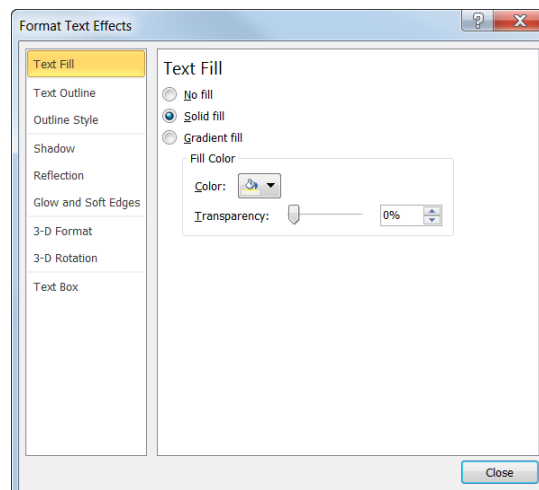 Format Text Effects
?
X
Text Fill
Text Outline
Outline Style
Shadow
Reflection
Glow and Soft Edges
3-D Format
3-D Rotation
Text Box
Text Fill
No fill
Solid fill
Gradient fill
Fill Color
Color:
Transparency:
0%
Close